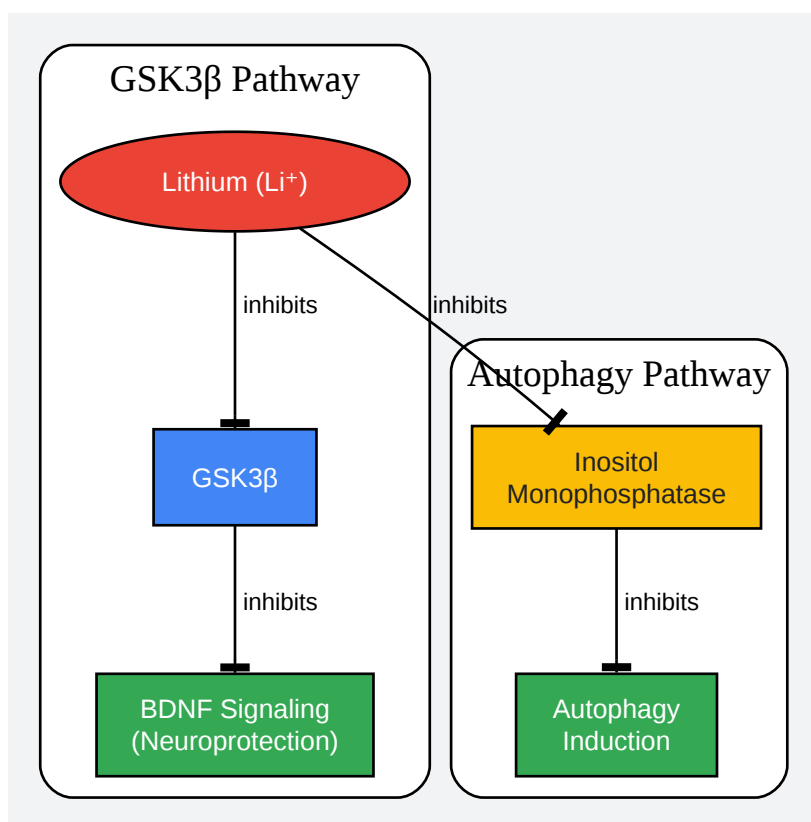 GSK3β Pathway
Lithium (Li⁺)
inhibits
inhibits
Autophagy Pathway
GSK3β
Inositol
Monophosphatase
inhibits
inhibits
BDNF Signaling
(Neuroprotection)
Autophagy
Induction